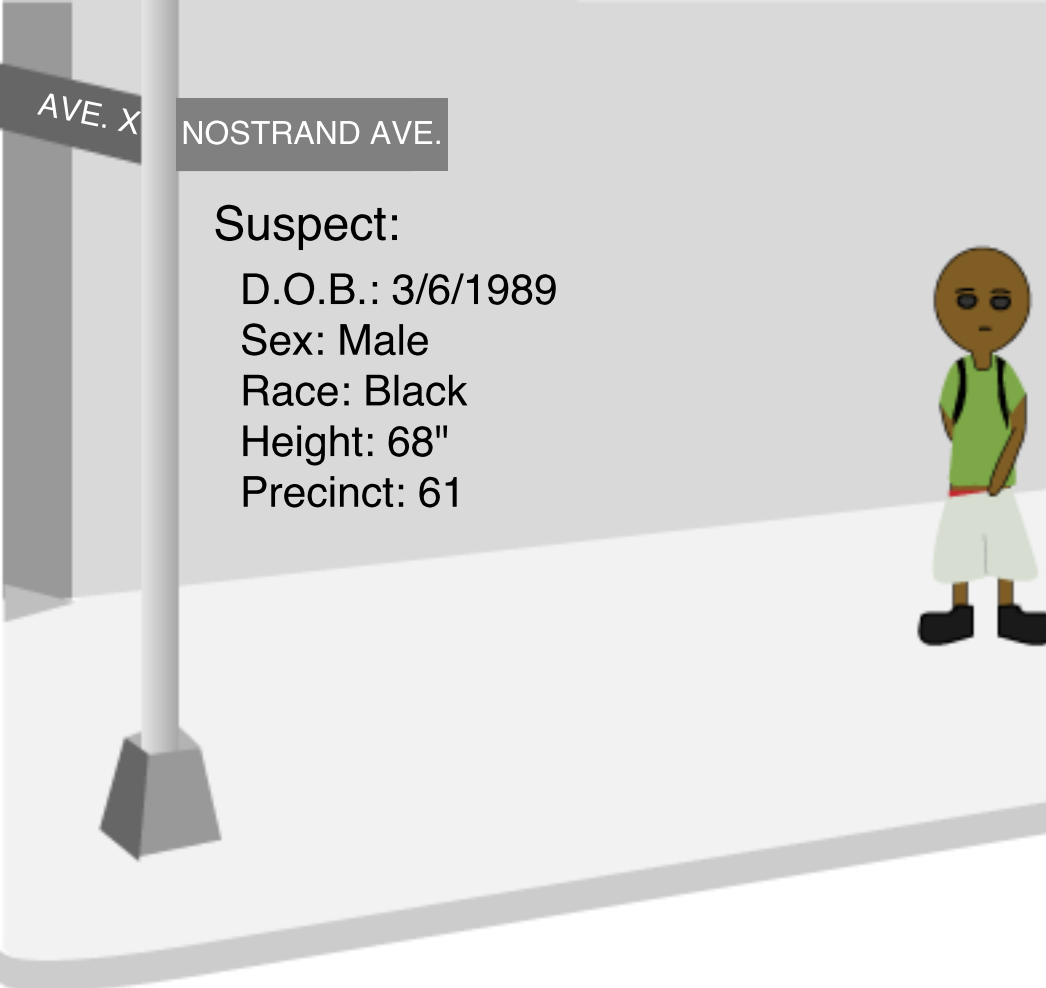 AVE. X
NOSTRAND AVE.
Suspect:
D.O.B.: 3/6/1989
Sex: Male
Race: Black
Height: 68"
Precinct: 61